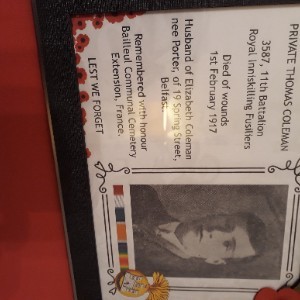 PRIVATE THOMAS COLEMAN
3587, 11th Battalion
Royal Inniskilling Fusiliers
Died of wounds
1st February 1917
Husband of Elizabeth Coleman
nee Porter, of 19 Spring Street,
Belfast.
Remembered with honour
Bailleul Communal Cemetery
Extension, France.
LEST WE FORGET